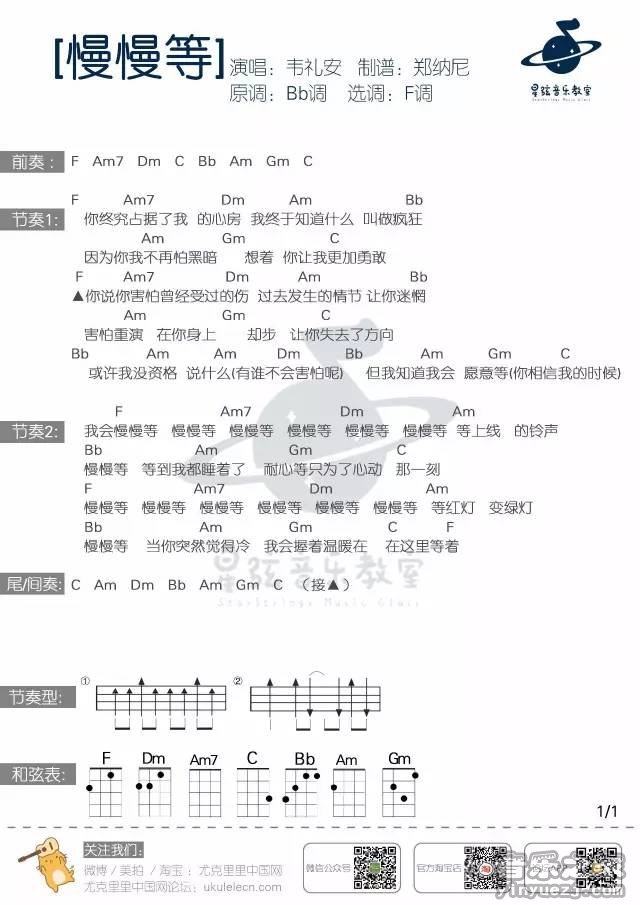 [慢慢等]
演唱：韦礼安 制谱：郑纳尼
原调：Bb调 选调：F调
星弦音乐教室
StarStrings Music Class
前奏： F Am7 Dm C Bb Am Gm C
F Am7 Dm Am Bb
节奏1: 你终究占据了我 的心房 我终于知道什么 叫做疯狂
Am Gm C
因为你我不再怕黑暗 想着 你让我更加勇敢
F Am7 Dm Am Bb
▲你说你害怕曾经受过的伤 过去发生的情节 让你迷惘
Am Gm C
害怕重演 在你身上 却步 让你失去了方向
Bb Am Am Dm Bb Am Gm C
或许我没资格 说什么(有谁不会害怕呢) 但我知道我会 愿意等(你相信我的时候)
F Am7 Dm Am
节奏2: 我会慢慢等 慢慢等 慢慢等 慢慢等 慢慢等 慢慢等 等上线 的铃声
Bb Am Gm C
慢慢等 等到我都睡着了 耐心等只为了心动 那一刻
F Am7 Dm Am
慢慢等 慢慢等 慢慢等 慢慢等 慢慢等 慢慢等 等红灯 变绿灯
Bb Am Gm C F
慢慢等 当你突然觉得冷 我会握着温暖在 在这里等着
星弦音乐教室
StarStrings Music Class
尾/间奏: C Am Dm Bb Am Gm C （接▲）
节奏型: ① ②
和弦表: F Dm Am7 C Bb Am Gm
1/1
关注我们:
微博 / 美拍 / 淘宝 : 尤克里里中国网
尤克里里中国网论坛: ukulelecn.com
微信公众号
官方淘宝店
yinyuezj.com